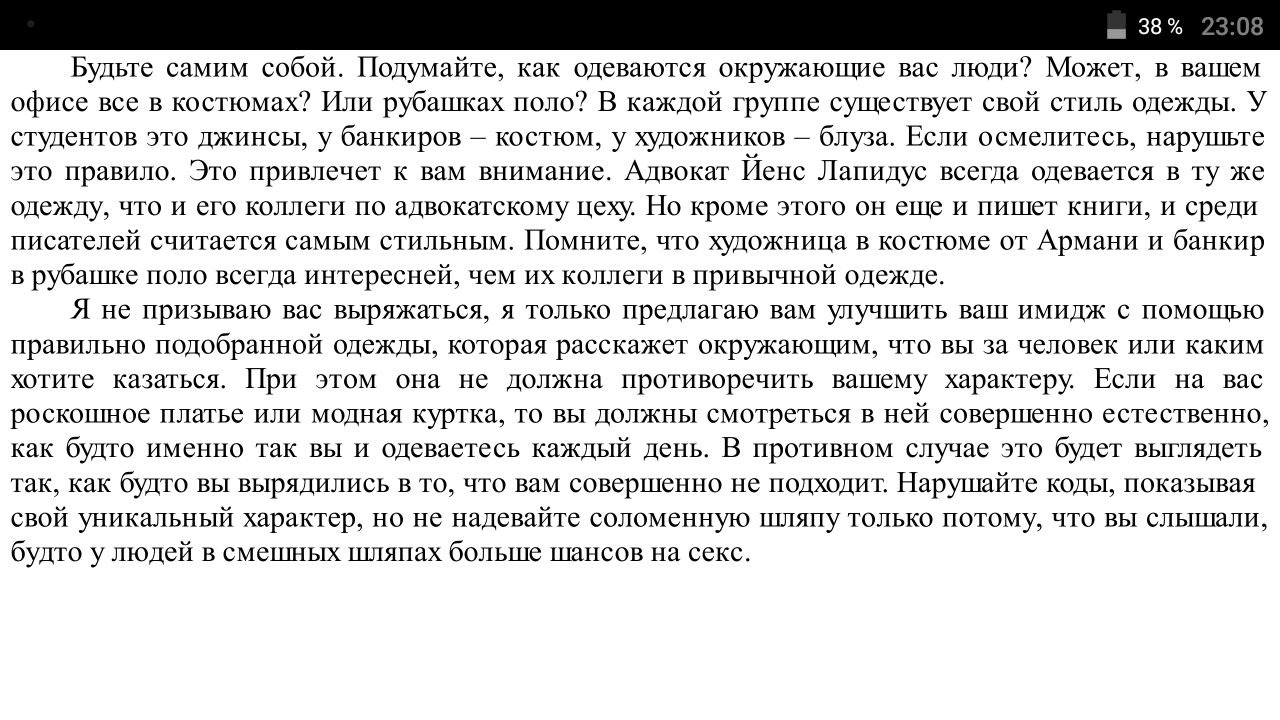 38 % 23:08
Будьте самим собой. Подумайте, как одеваются окружающие вас люди? Может, в вашем
офисе все в костюмах? Или рубашках поло? В каждой группе существует свой стиль одежды. У
студентов это джинсы, у банкиров – костюм, у художников – блуза. Если осмелитесь, нарушьте
это правило. Это привлечет к вам внимание. Адвокат Йенс Лапидус всегда одевается в ту же
одежду, что и его коллеги по адвокатскому цеху. Но кроме этого он еще и пишет книги, и среди
писателей считается самым стильным. Помните, что художница в костюме от Армани и банкир
в рубашке поло всегда интересней, чем их коллеги в привычной одежде.
Я не призываю вас выряжаться, я только предлагаю вам улучшить ваш имидж с помощью
правильно подобранной одежды, которая расскажет окружающим, что вы за человек или каким
хотите казаться. При этом она не должна противоречить вашему характеру. Если на вас
роскошное платье или модная куртка, то вы должны смотреться в ней совершенно естественно,
как будто именно так вы и одеваетесь каждый день. В противном случае это будет выглядеть
так, как будто вы вырядились в то, что вам совершенно не подходит. Нарушайте коды, показывая
свой уникальный характер, но не надевайте соломенную шляпу только потому, что вы слышали,
будто у людей в смешных шляпах больше шансов на секс.